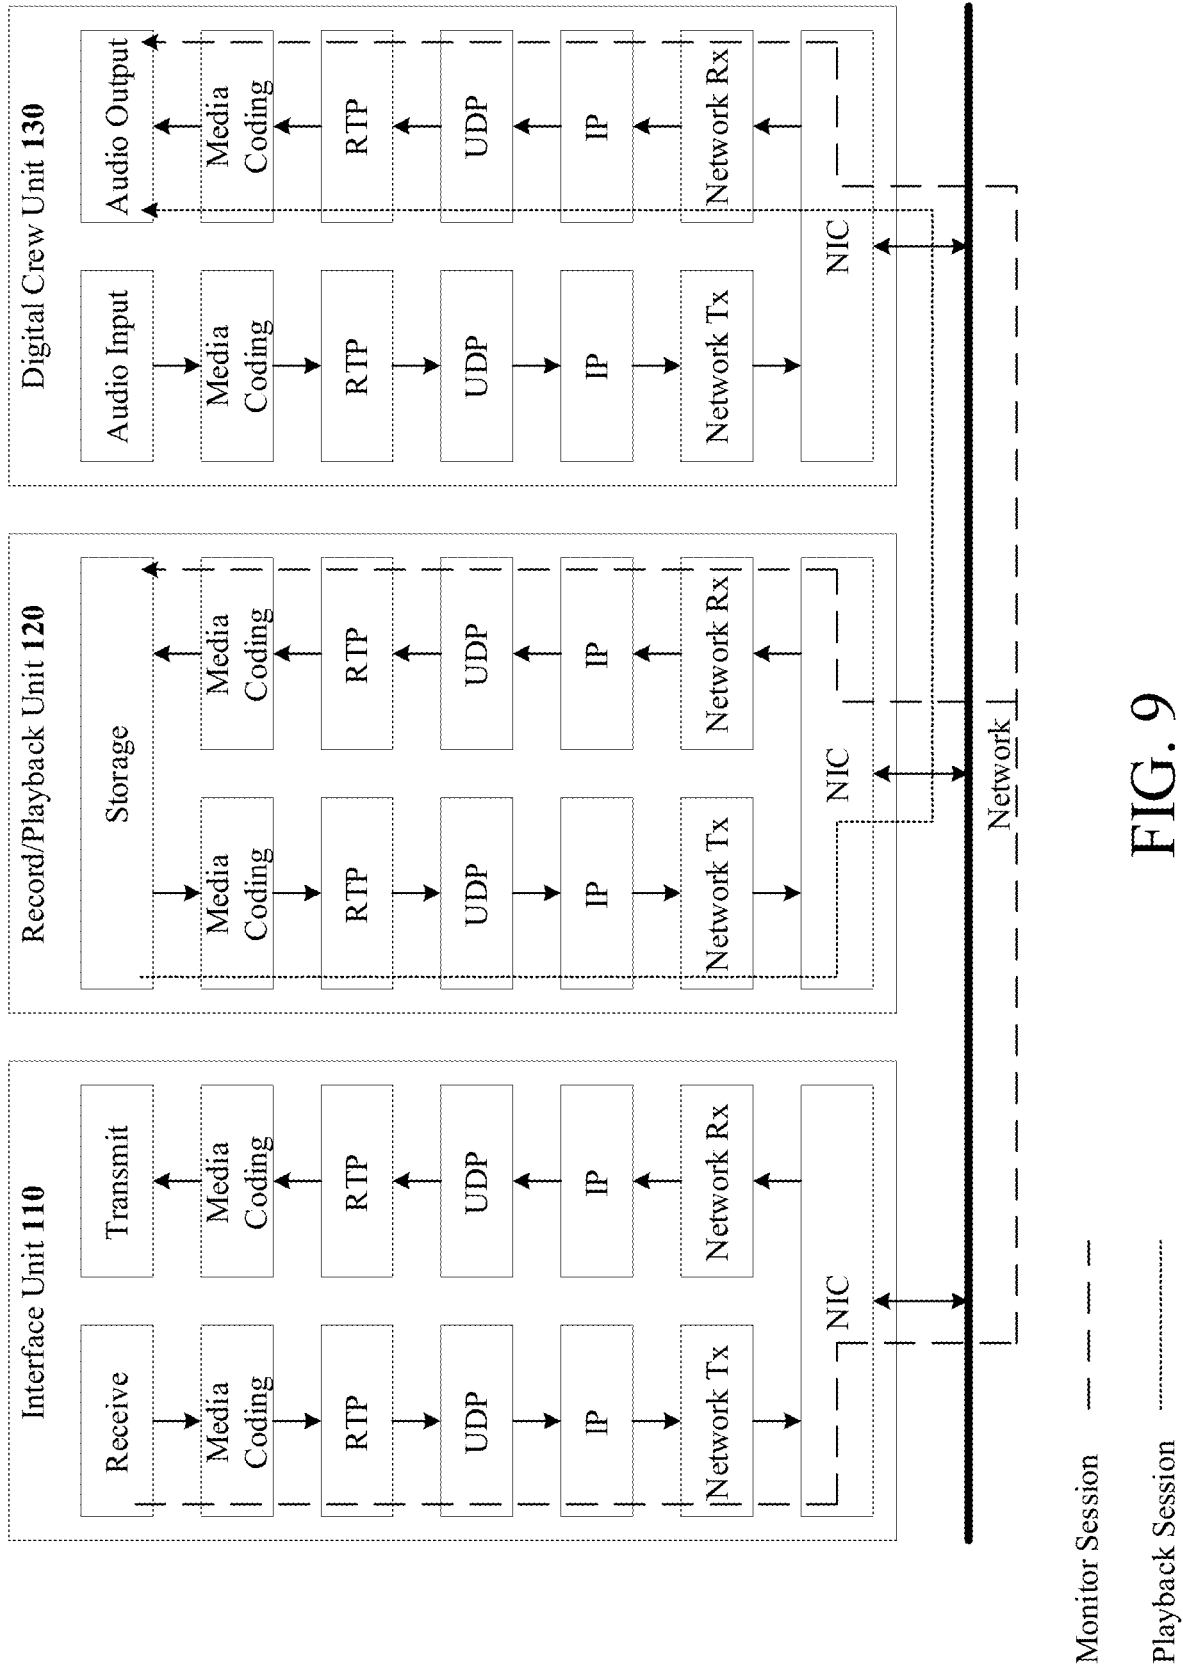 Interface Unit 110
Record/Playback Unit 120
Digital Crew Unit 130
Receive
Transmit
Storage
Audio Input
Audio Output
Media
Coding
Media
Coding
Media
Coding
Media
Coding
Media
Coding
Media
Coding
RTP
RTP
RTP
RTP
RTP
RTP
UDP
UDP
UDP
UDP
UDP
UDP
IP
IP
IP
IP
IP
IP
Network Tx
Network Rx
Network Tx
Network Rx
Network Tx
Network Rx
NIC
NIC
NIC
Network
Monitor Session
Playback Session
FIG. 9